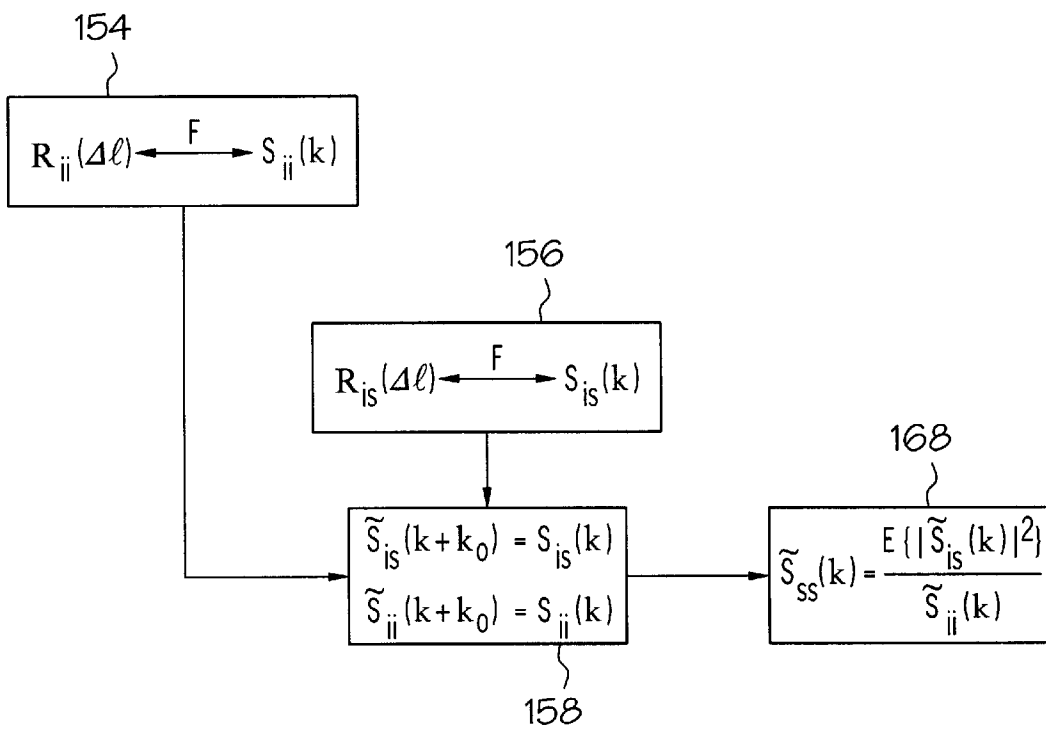 154
F
R_ii(Δℓ) ⟷ S_ii(k)
156
F
R_is(Δℓ) ⟷ S_is(k)
168
S̃_is(k+k_0) = S_is(k)
S̃_ii(k+k_0) = S_ii(k)
S̃_ss(k) = E{|S̃_is(k)|²} / S̃_ii(k)
158